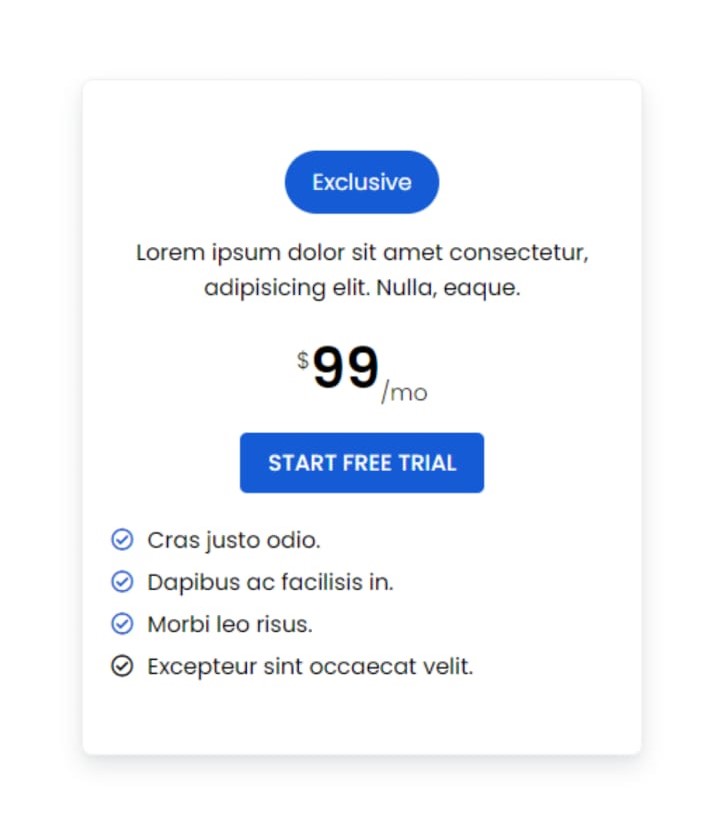 Exclusive
Lorem ipsum dolor sit amet consectetur,
adipisicing elit. Nulla, eaque.
$99/mo
START FREE TRIAL
Cras justo odio.
Dapibus ac facilisis in.
Morbi leo risus.
Excepteur sint occaecat velit.